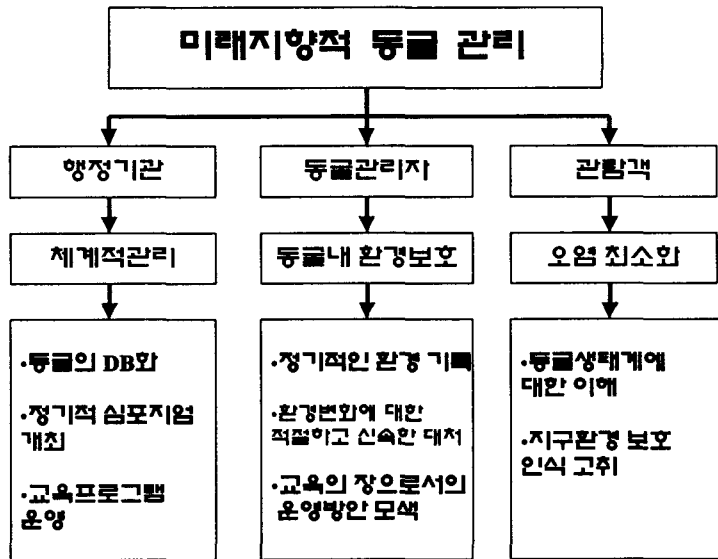 미래지향적 동굴 관리
행정기관
동굴관리자
관람객
체계적관리
동굴내 환경보호
오염 최소화
·동굴의 DB화
·정기적 심포지엄
개최
·교육프로그램
운영
·정기적인 환경 기록
·환경변화에 대한
적절하고 신속한 대처
·교육의 장으로서의
운영방안 모색
·동굴생태계에
대한 이해
·지구환경 보호
인식 고취